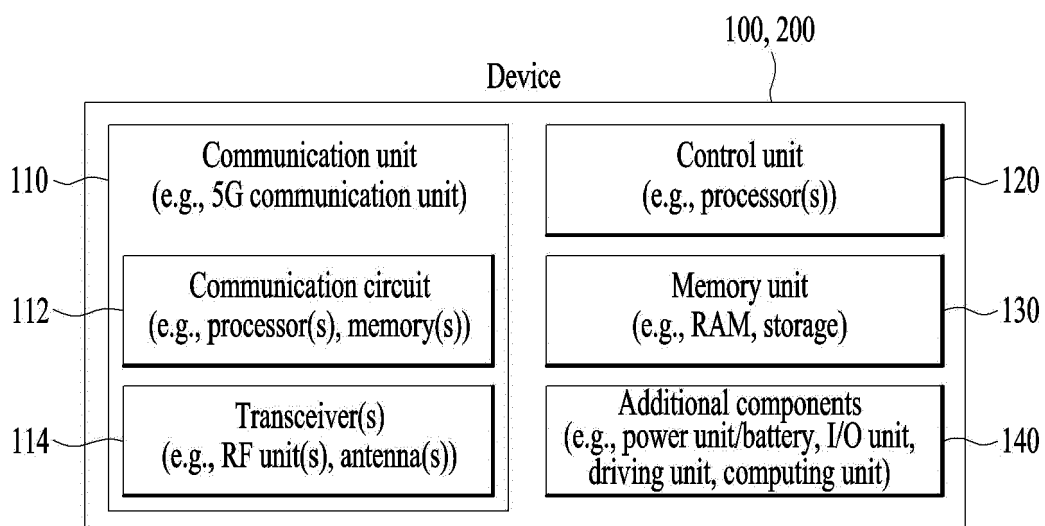 100, 200
Device
110
Communication unit
(e.g., 5G communication unit)
112
Communication circuit
(e.g., processor(s), memory(s))
114
Transceiver(s)
(e.g., RF unit(s), antenna(s))
Control unit
(e.g., processor(s))
120
Memory unit
(e.g., RAM, storage)
130
Additional components
(e.g., power unit/battery, I/O unit,
driving unit, computing unit)
140